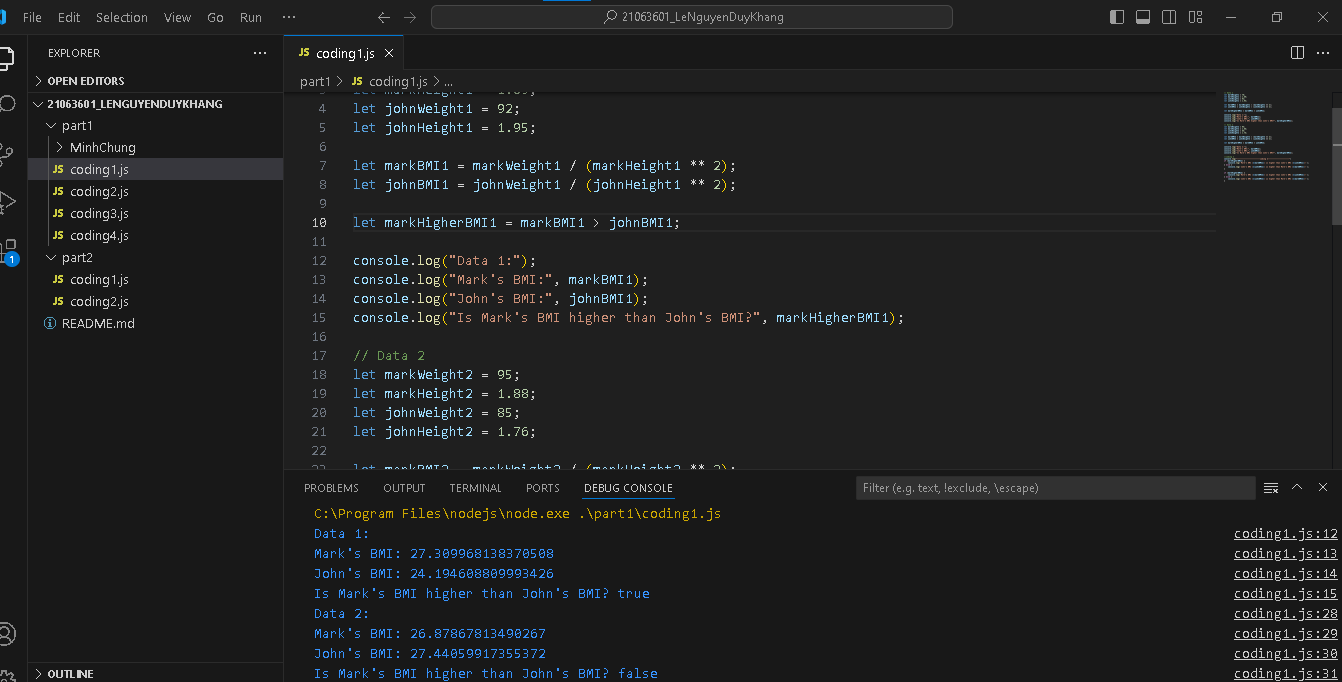 File Edit Selection View Go Run ···
21063601_LeNguyenDuyKhang
EXPLORER ···
OPEN EDITORS
21063601_LENGUYENDUYKHANG
part1
MinhChung
JS coding1.js
JS coding2.js
JS coding3.js
JS coding4.js
part2
JS coding1.js
JS coding2.js
README.md
1
OUTLINE
JS coding1.js
part1 > JS coding1.js > ...
4 let johnWeight1 = 92;
5 let johnHeight1 = 1.95;
6
7 let markBMI1 = markWeight1 / (markHeight1 ** 2);
8 let johnBMI1 = johnWeight1 / (johnHeight1 ** 2);
9
10 let markHigherBMI1 = markBMI1 > johnBMI1;
11
12 console.log("Data 1:");
13 console.log("Mark's BMI:", markBMI1);
14 console.log("John's BMI:", johnBMI1);
15 console.log("Is Mark's BMI higher than John's BMI?", markHigherBMI1);
16
17 // Data 2
18 let markWeight2 = 95;
19 let markHeight2 = 1.88;
20 let johnWeight2 = 85;
21 let johnHeight2 = 1.76;
22
23 let markBMI2 = markWeight2 / (markHeight2 ** 2);
PROBLEMS OUTPUT TERMINAL PORTS DEBUG CONSOLE Filter (e.g. text, !exclude, \escape)
C:\Program Files\nodejs\node.exe .\part1\coding1.js
Data 1: coding1.js:12
Mark's BMI: 27.309968138370508 coding1.js:13
John's BMI: 24.194608809993426 coding1.js:14
Is Mark's BMI higher than John's BMI? true coding1.js:15
Data 2: coding1.js:28
Mark's BMI: 26.87867813490267 coding1.js:29
John's BMI: 27.44059917355372 coding1.js:30
Is Mark's BMI higher than John's BMI? false coding1.js:31